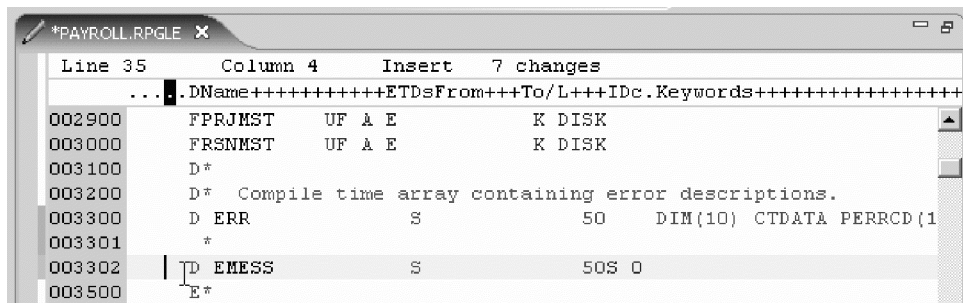 *PAYROLL.RPGLE
Line 35 Column 4 Insert 7 changes
.....DName+++++++++++ETDsFrom+++To/L+++IDc.Keywords+++++++++++++++++
002900 FPRJMST UF A E K DISK
003000 FRSNMST UF A E K DISK
003100 D*
003200 D* Compile time array containing error descriptions.
003300 D ERR S 50 DIM(10) CTDATA PERRCD(1
003301 *
003302 D EMESS S 50S 0
003500 E*